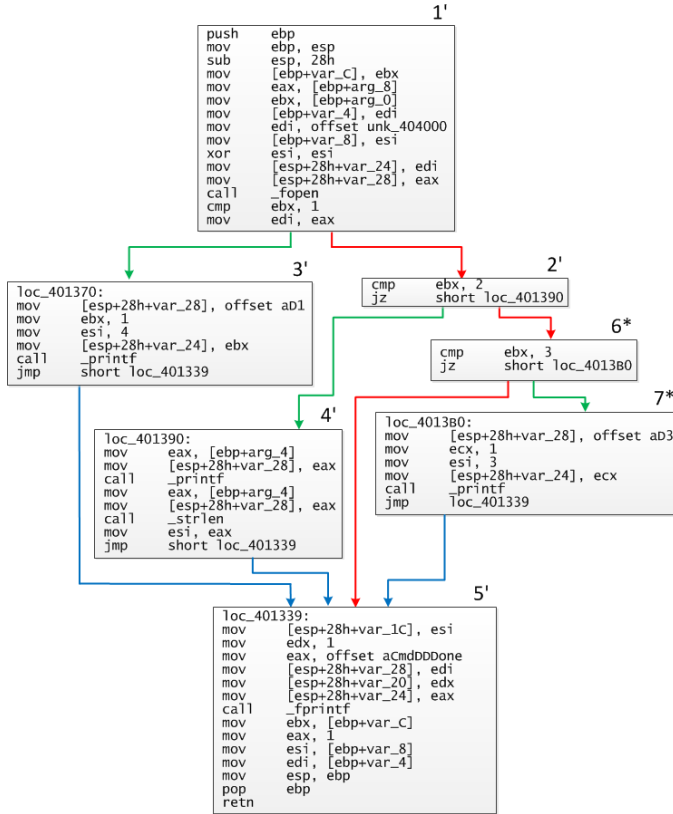 1'
push ebp
mov ebp, esp
sub esp, 28h
mov [ebp+var_C], ebx
mov eax, [ebp+arg_8]
mov ebx, [ebp+arg_0]
mov [ebp+var_4], edi
mov edi, offset unk_404000
mov [ebp+var_8], esi
xor esi, esi
mov [esp+28h+var_24], edi
mov [esp+28h+var_28], eax
call _fopen
cmp ebx, 1
mov edi, eax
3'
loc_401370:
mov [esp+28h+var_28], offset aD1
mov ebx, 1
mov esi, 4
mov [esp+28h+var_24], ebx
call _printf
jmp short loc_401339
2'
cmp ebx, 2
jz short loc_401390
6*
cmp ebx, 3
jz short loc_4013B0
4'
loc_401390:
mov eax, [ebp+arg_4]
mov [esp+28h+var_28], eax
call _printf
mov eax, [ebp+arg_4]
mov [esp+28h+var_28], eax
call _strlen
mov esi, eax
jmp short loc_401339
7*
loc_4013B0:
mov [esp+28h+var_28], offset aD3
mov ecx, 1
mov esi, 3
mov [esp+28h+var_24], ecx
call _printf
jmp loc_401339
5'
loc_401339:
mov [esp+28h+var_1C], esi
mov edx, 1
mov eax, offset aCmdDDDone
mov [esp+28h+var_28], edi
mov [esp+28h+var_20], edx
mov [esp+28h+var_24], eax
call _fprintf
mov ebx, [ebp+var_C]
mov eax, 1
mov esi, [ebp+var_8]
mov edi, [ebp+var_4]
mov esp, ebp
pop ebp
retn